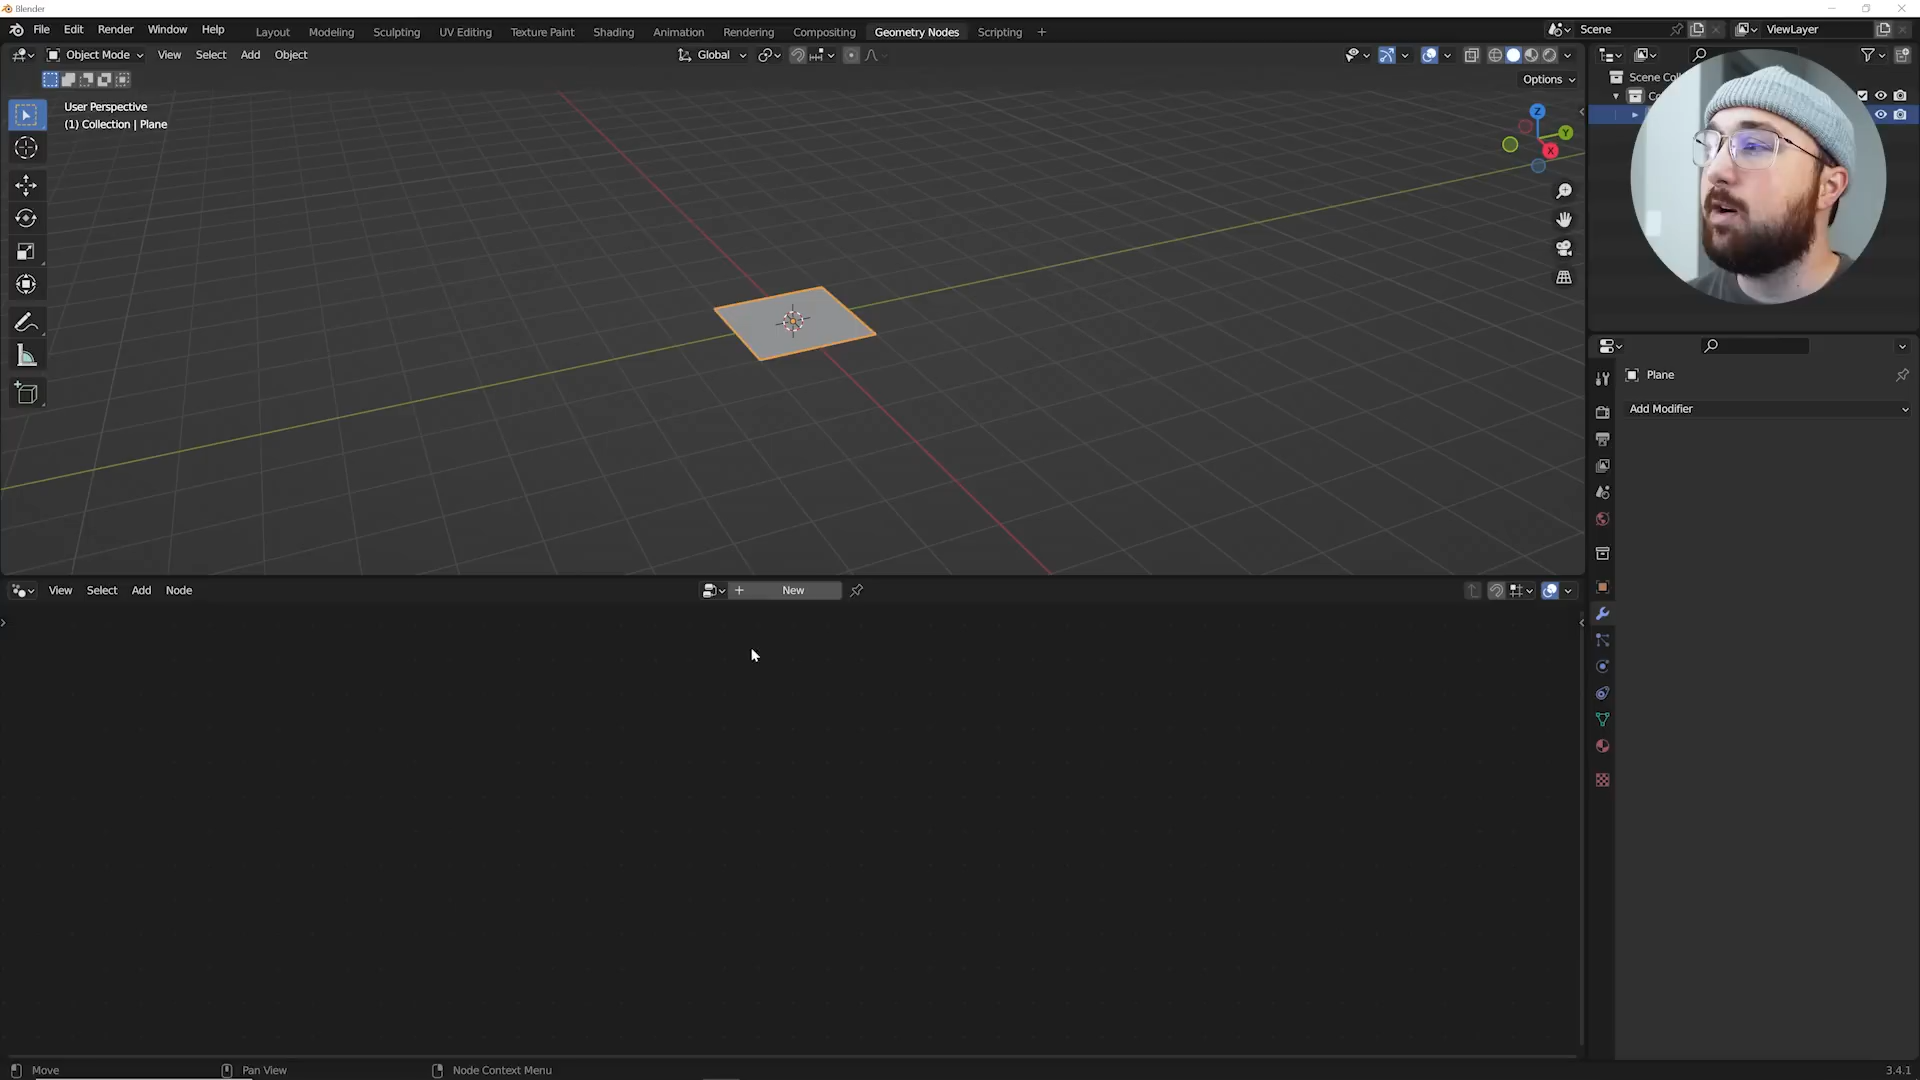 Blender
File Edit Render Window Help Layout Modeling Sculpting UV Editing Texture Paint Shading Animation Rendering Compositing Geometry Nodes Scripting + Scene ViewLayer
Object Mode View Select Add Object Global
Options
User Perspective
(1) Collection | Plane
Scene Coll
Z
Y
X
Plane
Add Modifier
View Select Add Node + New
Move Pan View Node Context Menu 3.4.1